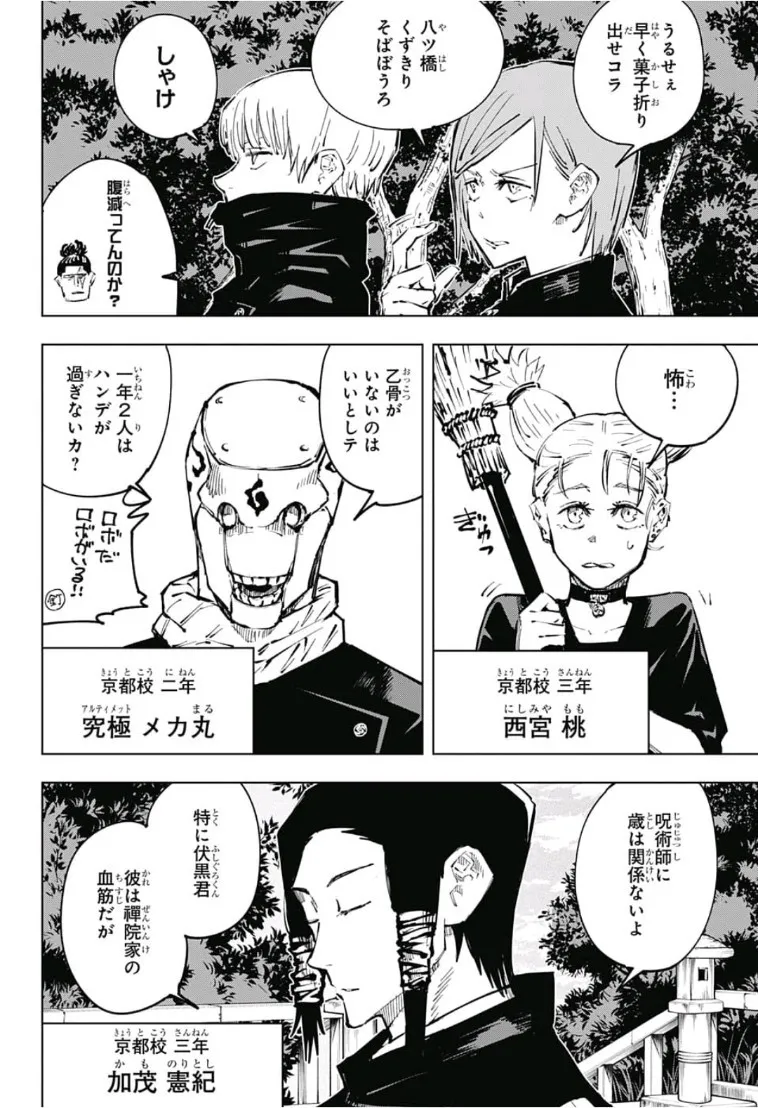 うるせぇ
早く菓子折り
出せコラ
八ツ橋
くずきり
そばぼうろ
しゃけ
腹減ってんのか?
怖…
ぎゅっ
京都校 三年
西宮 桃
乙骨が
いないのは
いいとしテ
一年2人は
ハンデが
過ぎないカ?
ロボだ
ロボがいる!!
釘
京都校 二年
究極 メカ丸
呪術師に
歳は関係ないよ
特に伏黒君
彼は禪院家の
血筋だが
京都校 三年
加茂 憲紀